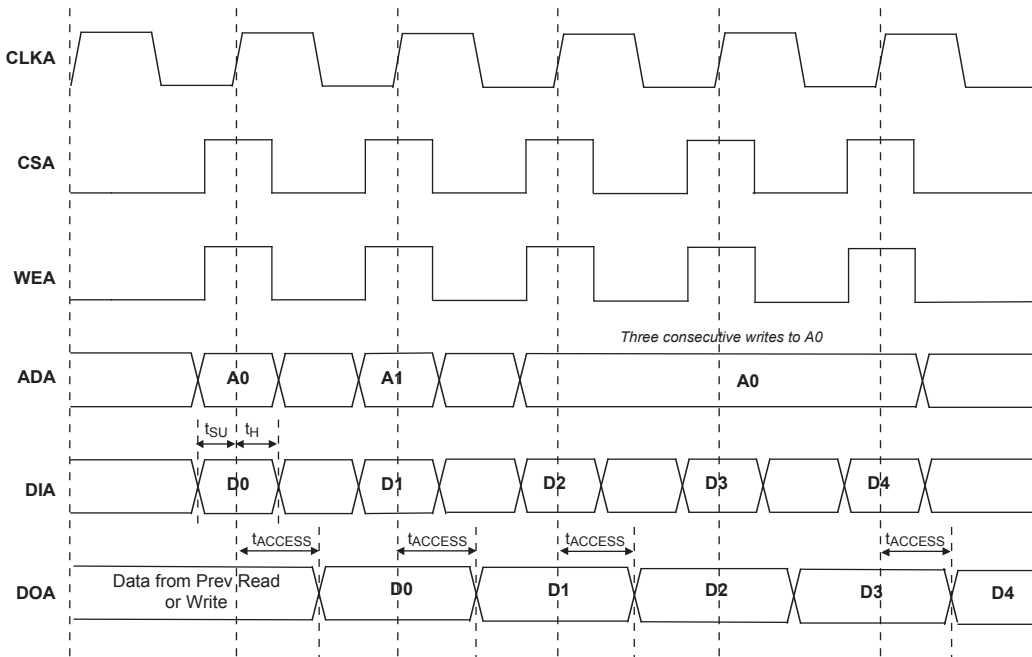 CLKA
CSA
WEA
Three consecutive writes to A0
ADA
A0
A1
A0
tSU
tH
DIA
D0
D1
D2
D3
D4
tACCESS
tACCESS
tACCESS
tACCESS
DOA
Data from Prev Read
or Write
D0
D1
D2
D3
D4